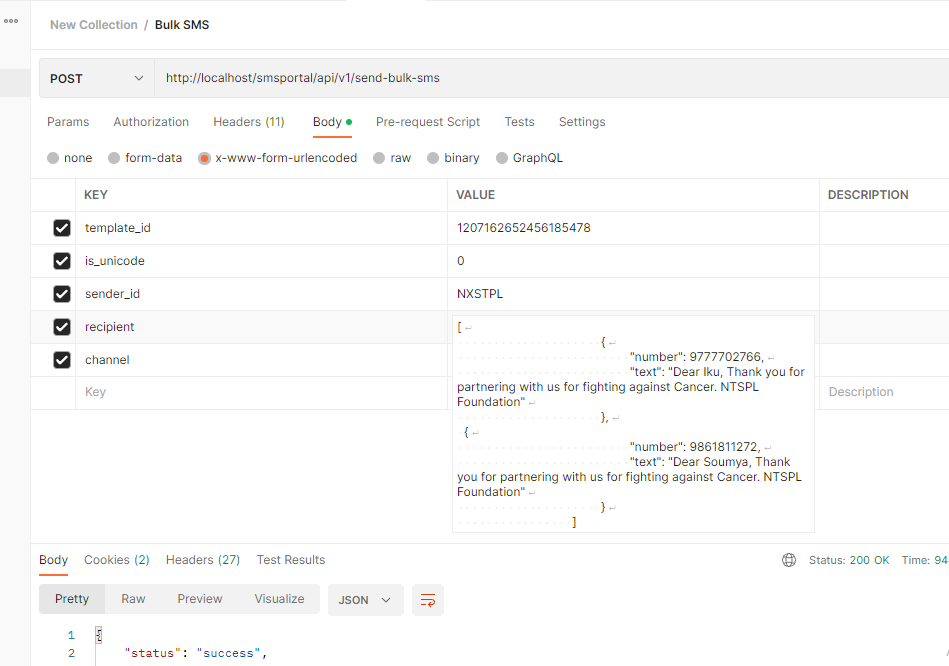 New Collection / Bulk SMS
POST http://localhost/smsportal/api/v1/send-bulk-sms
Params Authorization Headers (11) Body Pre-request Script Tests Settings
none form-data x-www-form-urlencoded raw binary GraphQL
KEY VALUE DESCRIPTION
template_id 1207162652456185478
is_unicode 0
sender_id NXSTPL
recipient
[
{
"number": 9777702766,
"text": "Dear Iku, Thank you for
partnering with us for fighting against Cancer. NTSPL
Foundation"
},
{
"number": 9861811272,
"text": "Dear Soumya, Thank
you for partnering with us for fighting against Cancer. NTSPL
Foundation"
}
]
channel
Key Description
Body Cookies (2) Headers (27) Test Results Status: 200 OK Time: 94
Pretty Raw Preview Visualize JSON
1 {
2 "status": "success",